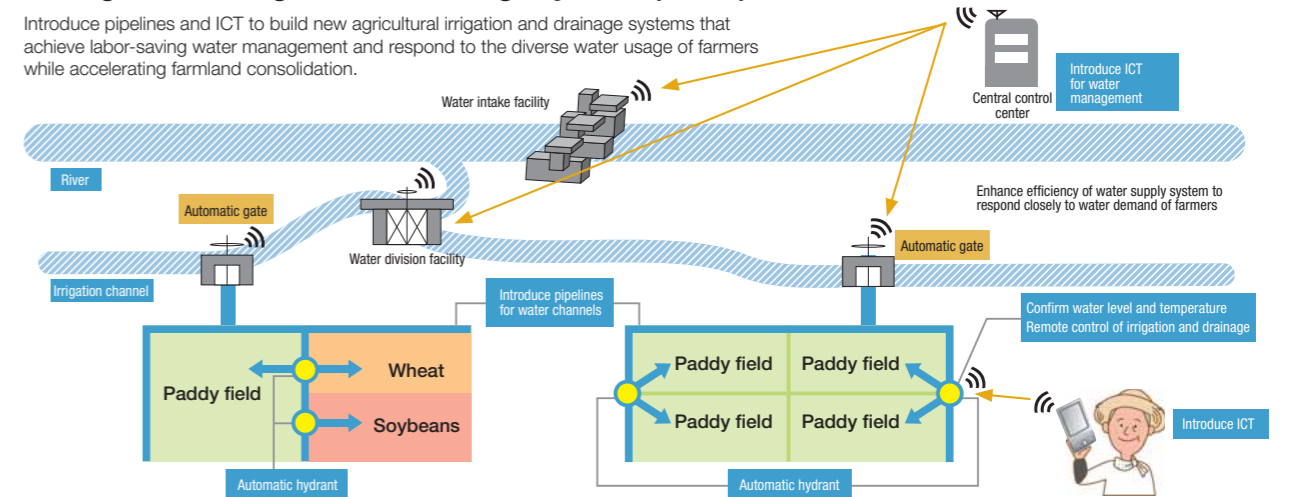 Introduce pipelines and ICT to build new agricultural irrigation and drainage systems that
achieve labor-saving water management and respond to the diverse water usage of farmers
while accelerating farmland consolidation.
Water intake facility
Central control
center
Introduce ICT
for water
management
River
Automatic gate
Water division facility
Enhance efficiency of water supply system to
respond closely to water demand of farmers
Automatic gate
Irrigation channel
Introduce pipelines
for water channels
Confirm water level and temperature
Remote control of irrigation and drainage
Paddy field
Wheat
Soybeans
Paddy field
Paddy field
Paddy field
Paddy field
Introduce ICT
Automatic hydrant
Automatic hydrant